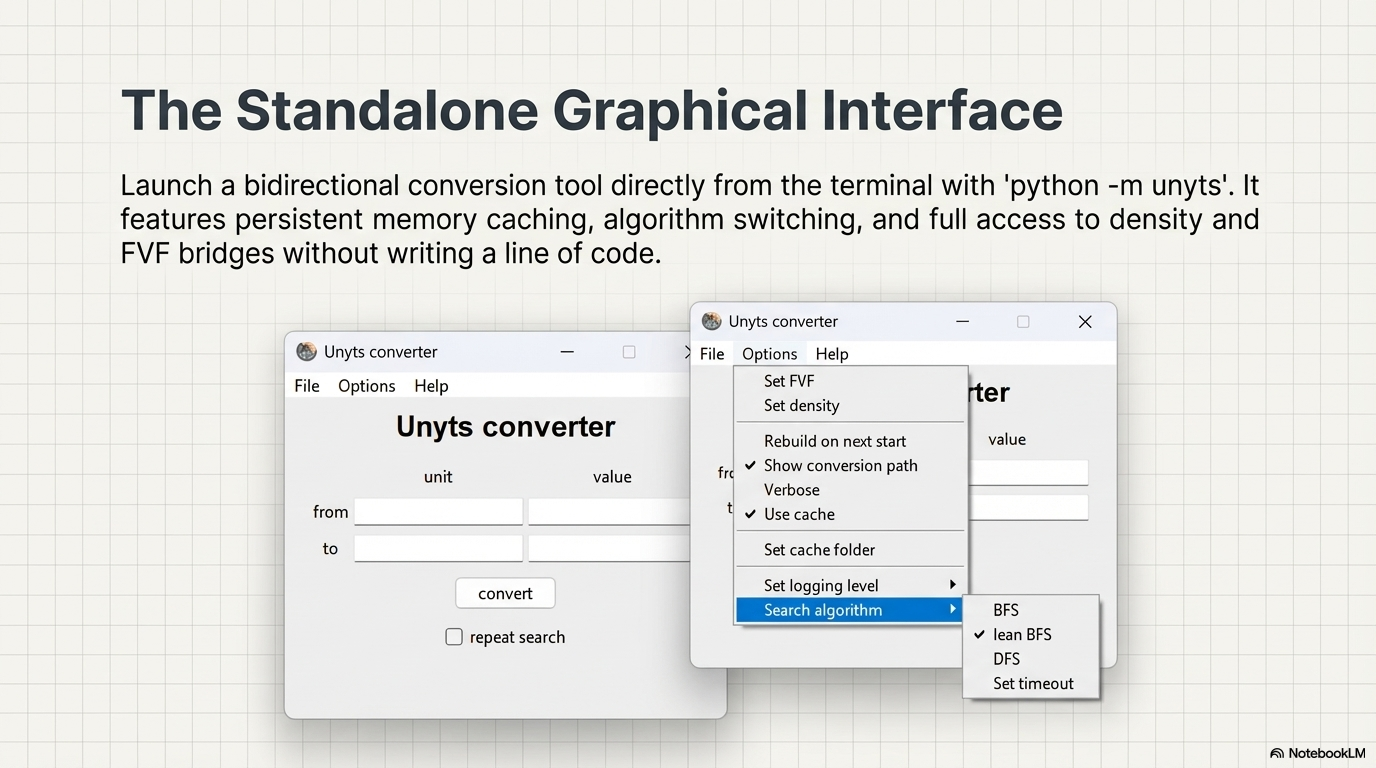 The Standalone Graphical Interface
Launch a bidirectional conversion tool directly from the terminal with 'python -m unyts'. It
features persistent memory caching, algorithm switching, and full access to density and
FVF bridges without writing a line of code.
Unyts converter
File Options Help
Unyts converter
unit value
from
to
convert
repeat search
Unyts converter
File Options Help
rter
value
fro
t
Set FVF
Set density
Rebuild on next start
Show conversion path
Verbose
Use cache
Set cache folder
Set logging level
Search algorithm
BFS
lean BFS
DFS
Set timeout
NotebookLM